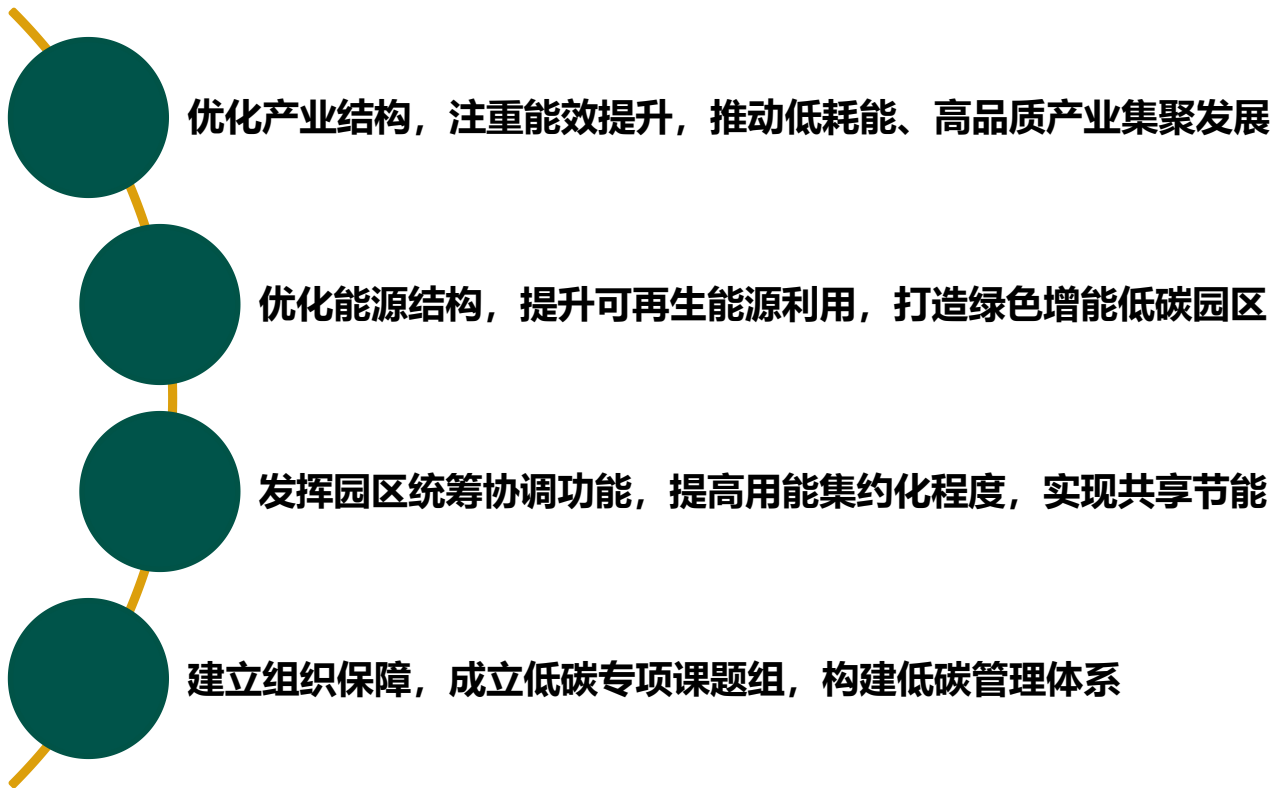 优化产业结构，注重能效提升，推动低耗能、高品质产业集聚发展
优化能源结构，提升可再生能源利用，打造绿色增能低碳园区
发挥园区统筹协调功能，提高用能集约化程度，实现共享节能
建立组织保障，成立低碳专项课题组，构建低碳管理体系